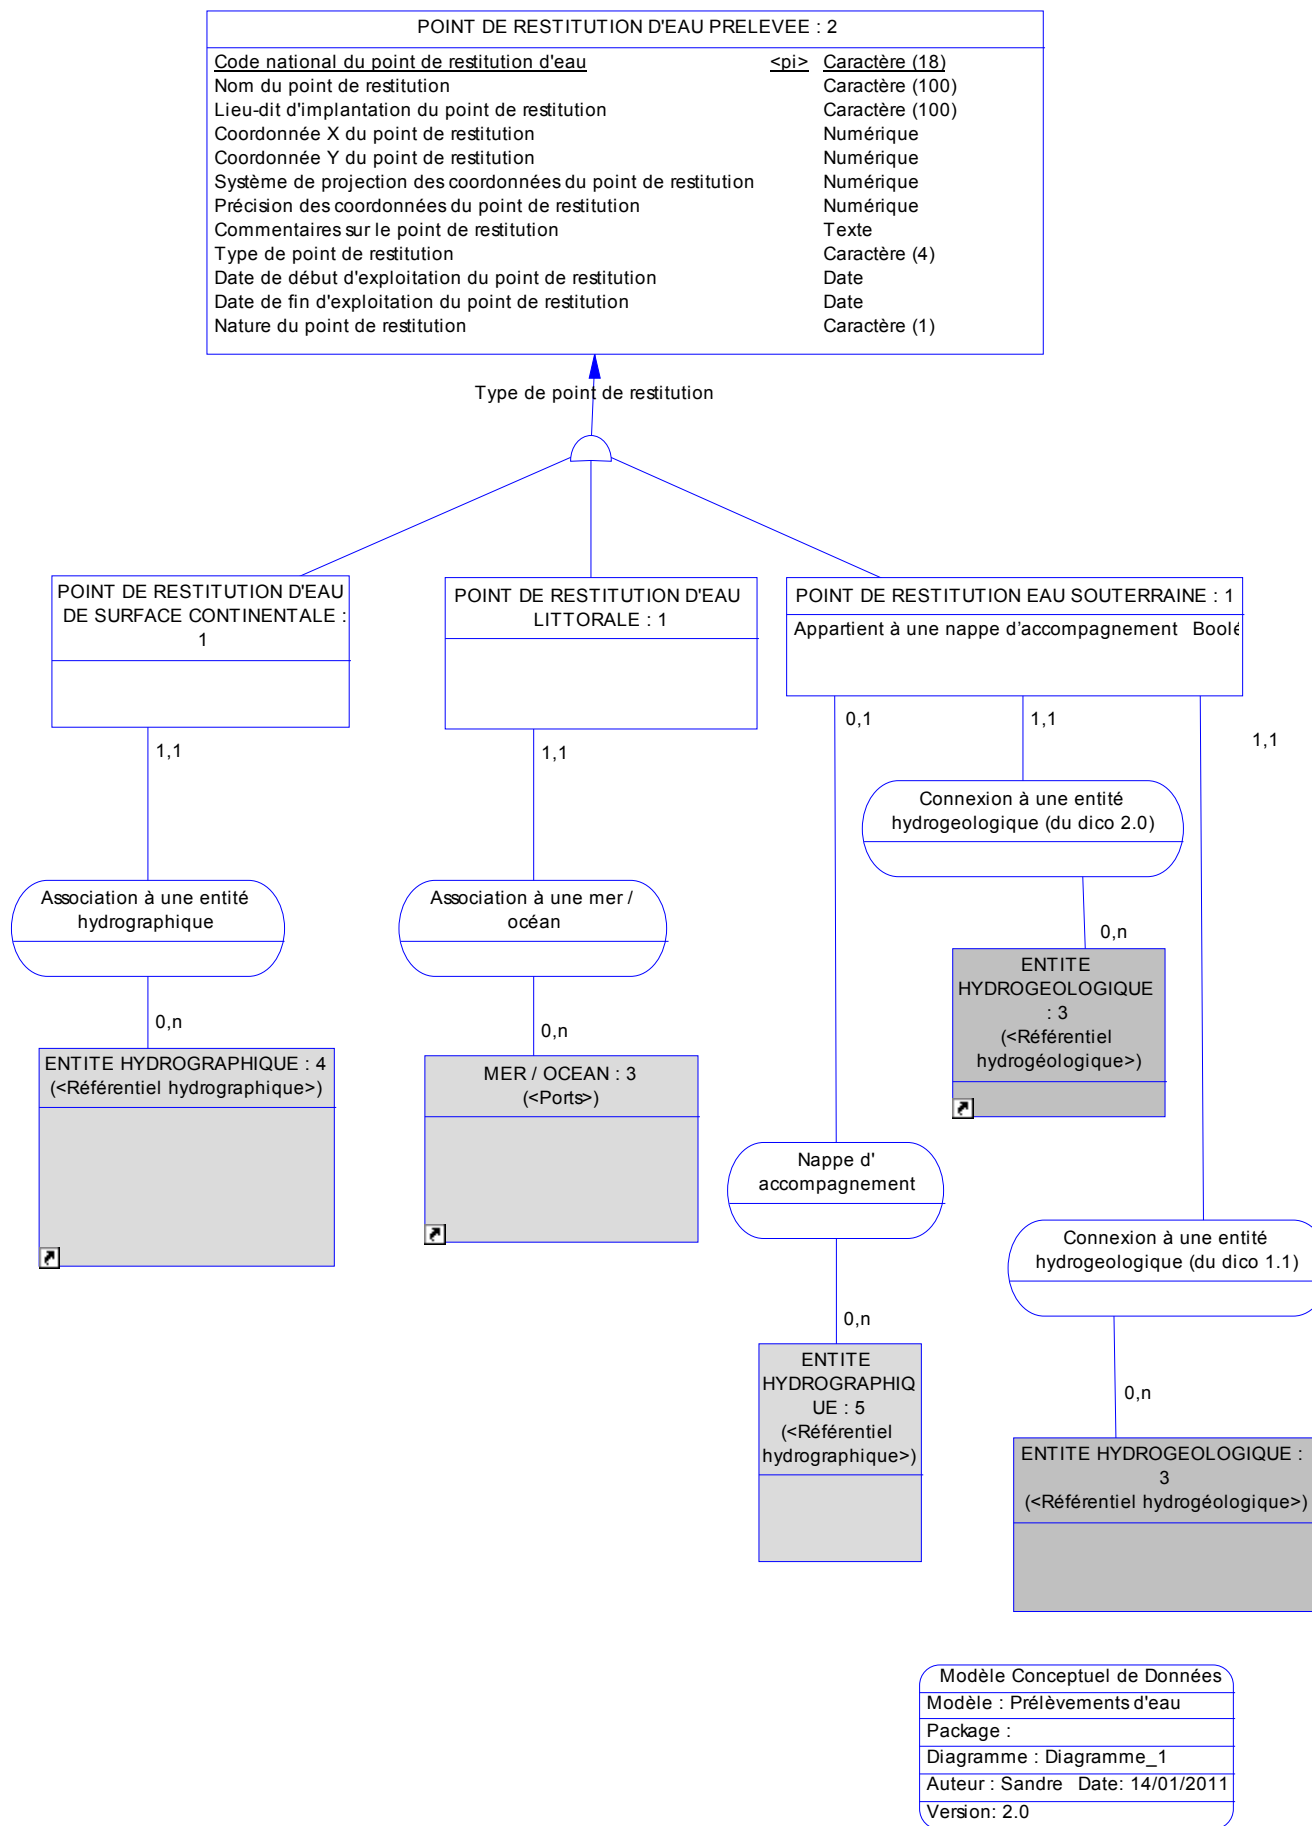 POINT DE RESTITUTION D'EAU PRELEVEE : 2
Code national du point de restitution d'eau <pi> Caractère (18)
Nom du point de restitution Caractère (100)
Lieu-dit d'implantation du point de restitution Caractère (100)
Coordonnée X du point de restitution Numérique
Coordonnée Y du point de restitution Numérique
Système de projection des coordonnées du point de restitution Numérique
Précision des coordonnées du point de restitution Numérique
Commentaires sur le point de restitution Texte
Type de point de restitution Caractère (4)
Date de début d'exploitation du point de restitution Date
Date de fin d'exploitation du point de restitution Date
Nature du point de restitution Caractère (1)
Type de point de restitution
POINT DE RESTITUTION D'EAU
DE SURFACE CONTINENTALE :
1
POINT DE RESTITUTION D'EAU
LITTORALE : 1
POINT DE RESTITUTION EAU SOUTERRAINE : 1
Appartient à une nappe d'accompagnement Boolé
1,1
1,1
0,1
1,1
1,1
Connexion à une entité
hydrogeologique (du dico 2.0)
Association à une entité
hydrographique
Association à une mer /
océan
0,n
0,n
0,n
ENTITE
HYDROGEOLOGIQUE
: 3
(<Référentiel
hydrogéologique>)
ENTITE HYDROGRAPHIQUE : 4
(<Référentiel hydrographique>)
MER / OCEAN : 3
(<Ports>)
Nappe d'
accompagnement
Connexion à une entité
hydrogeologique (du dico 1.1)
0,n
0,n
ENTITE
HYDROGRAPHIQ
UE : 5
(<Référentiel
hydrographique>)
ENTITE HYDROGEOLOGIQUE :
3
(<Référentiel hydrogéologique>)
Modèle Conceptuel de Données
Modèle : Prélèvements d'eau
Package :
Diagramme : Diagramme_1
Auteur : Sandre Date: 14/01/2011
Version: 2.0